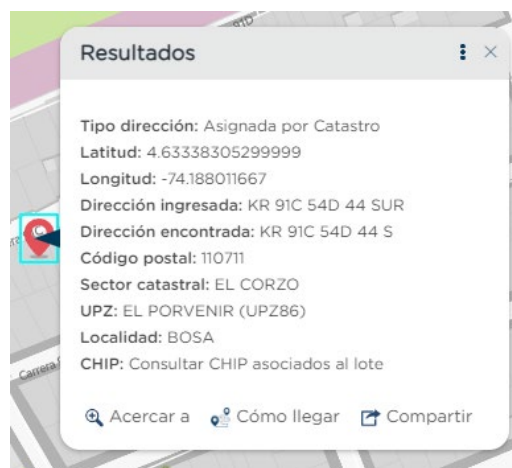 91D
Resultados
Tipo dirección: Asignada por Catastro
Latitud: 4.63338305299999
Longitud: -74.188011667
Dirección ingresada: KR 91C 54D 44 SUR
Dirección encontrada: KR 91C 54D 44 S
Código postal: 110711
Sector catastral: EL CORZO
UPZ: EL PORVENIR (UPZ86)
Localidad: BOSA
CHIP: Consultar CHIP asociados al lote
Carrera
Acercar a Cómo llegar Compartir